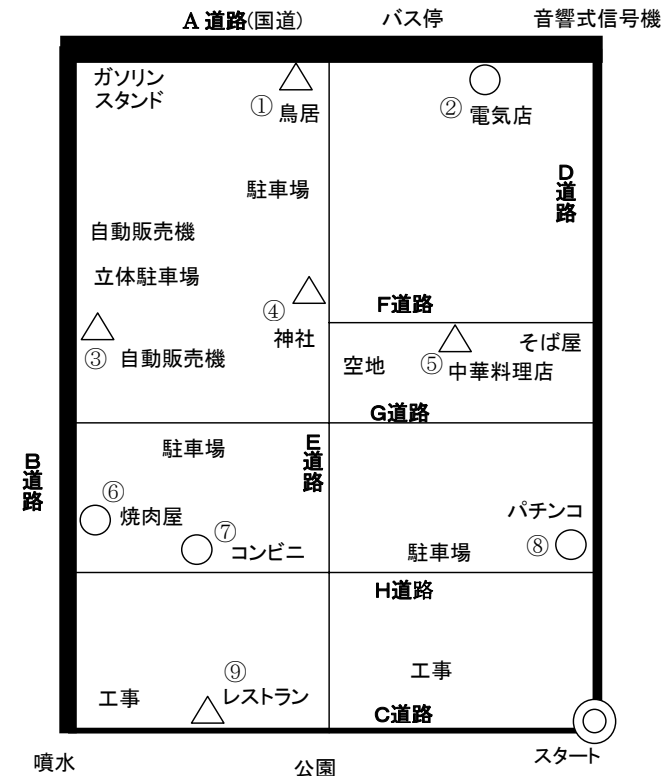 A 道路(国道)
バス停
音響式信号機
ガソリン
スタンド
① 鳥居
② 電気店
D道路
駐車場
自動販売機
立体駐車場
④
神社
F道路
③ 自動販売機
空地
⑤ 中華料理店
そば屋
G道路
B道路
駐車場
E道路
⑥
焼肉屋
⑦
コンビニ
パチンコ
⑧
駐車場
H道路
⑨
工事
レストラン
工事
C道路
噴水
公園
スタート